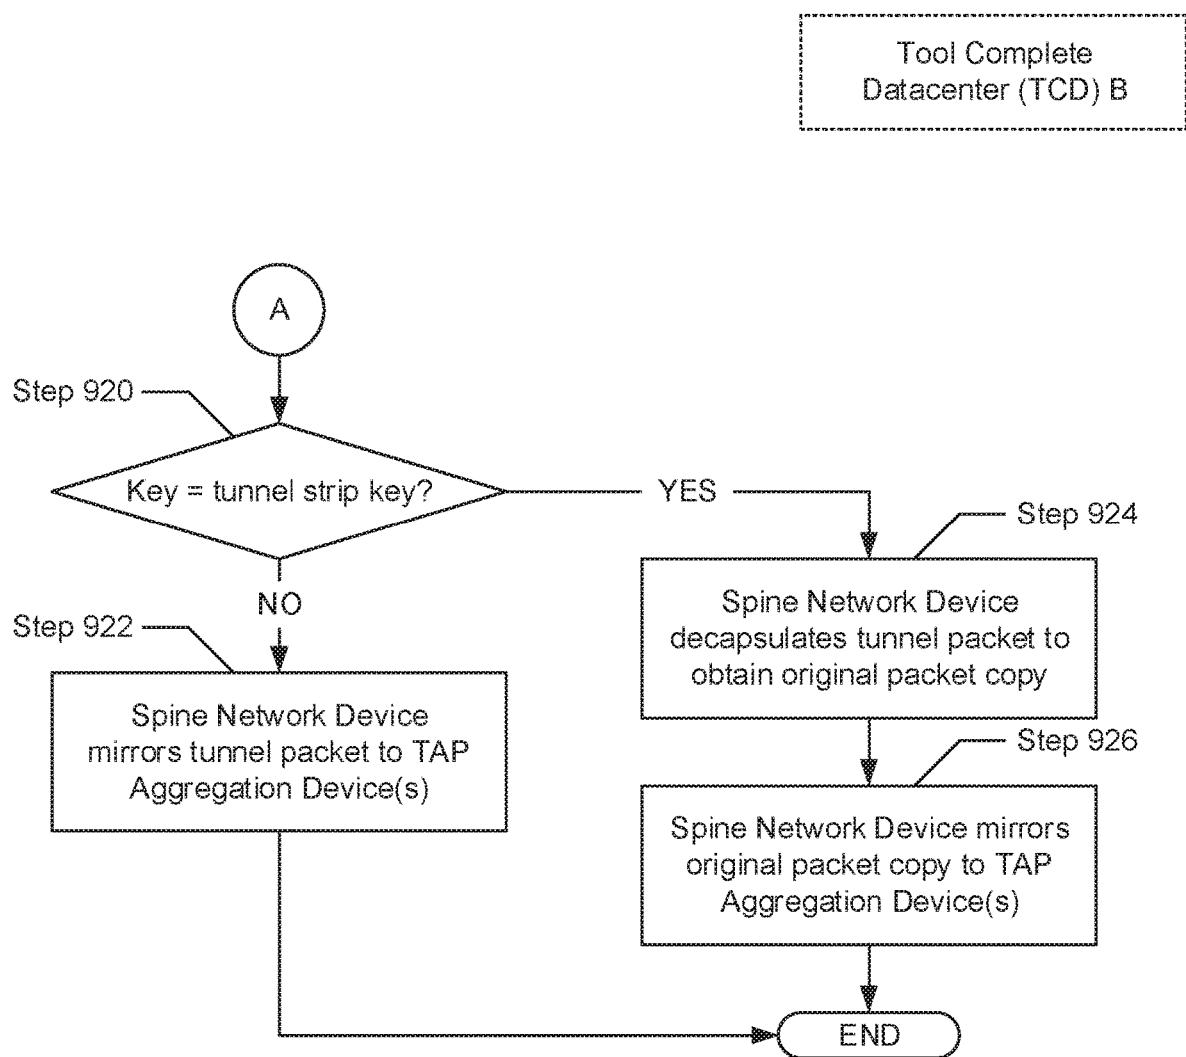 Tool Complete
Datacenter (TCD) B
A
Step 920
Key = tunnel strip key?
YES
Step 924
NO
Spine Network Device
decapsulates tunnel packet to
obtain original packet copy
Step 922
Spine Network Device
mirrors tunnel packet to TAP
Aggregation Device(s)
Step 926
Spine Network Device mirrors
original packet copy to TAP
Aggregation Device(s)
END